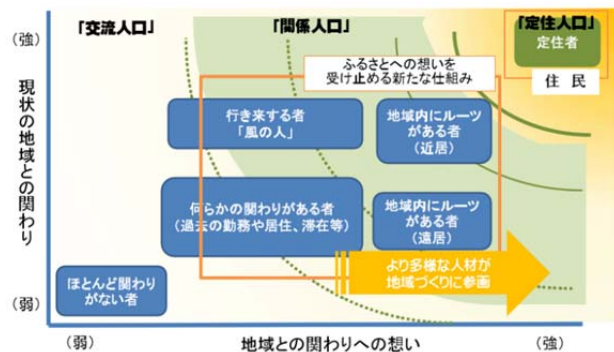 「交流人口」
「関係人口」
「定住人口」
(強)
定住者
住 民
ふるさとへの想いを
受け止める新たな仕組み
現状の地域との関わり
行き来する者
「風の人」
地域内にルーツ
がある者
(近居)
何らかの関わりがある者
(過去の勤務や居住、滞在等)
地域内にルーツ
がある者
(遠居)
より多様な人材が
地域づくりに参画
ほとんど関わり
がない者
(弱)
(弱)
地域との関わりへの想い
(強)